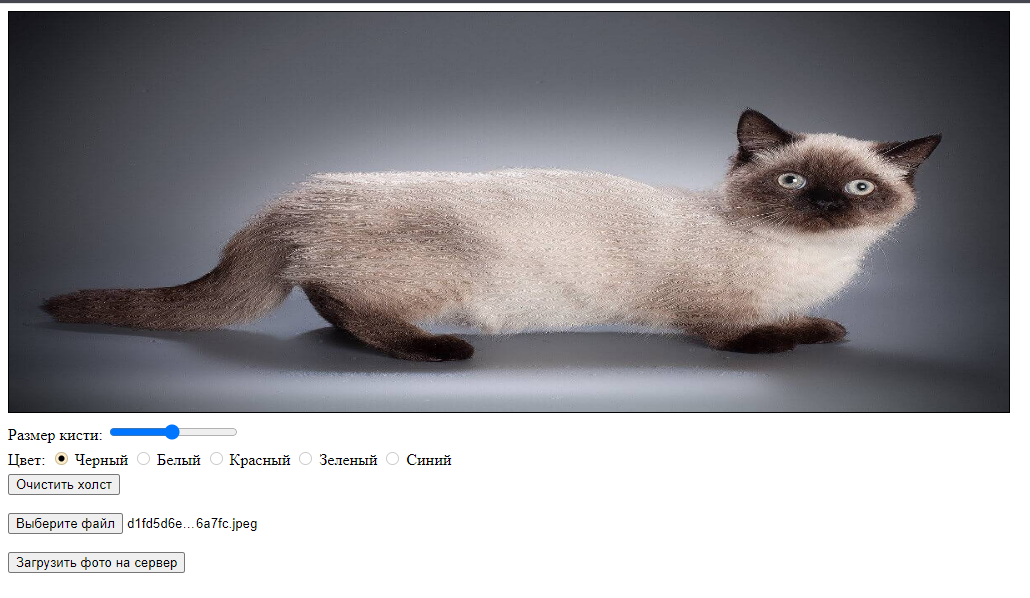 Размер кисти:
Цвет: Черный Белый Красный Зеленый Синий
Очистить холст
Выберите файл d1fd5d6e...6a7fc.jpeg
Загрузить фото на сервер